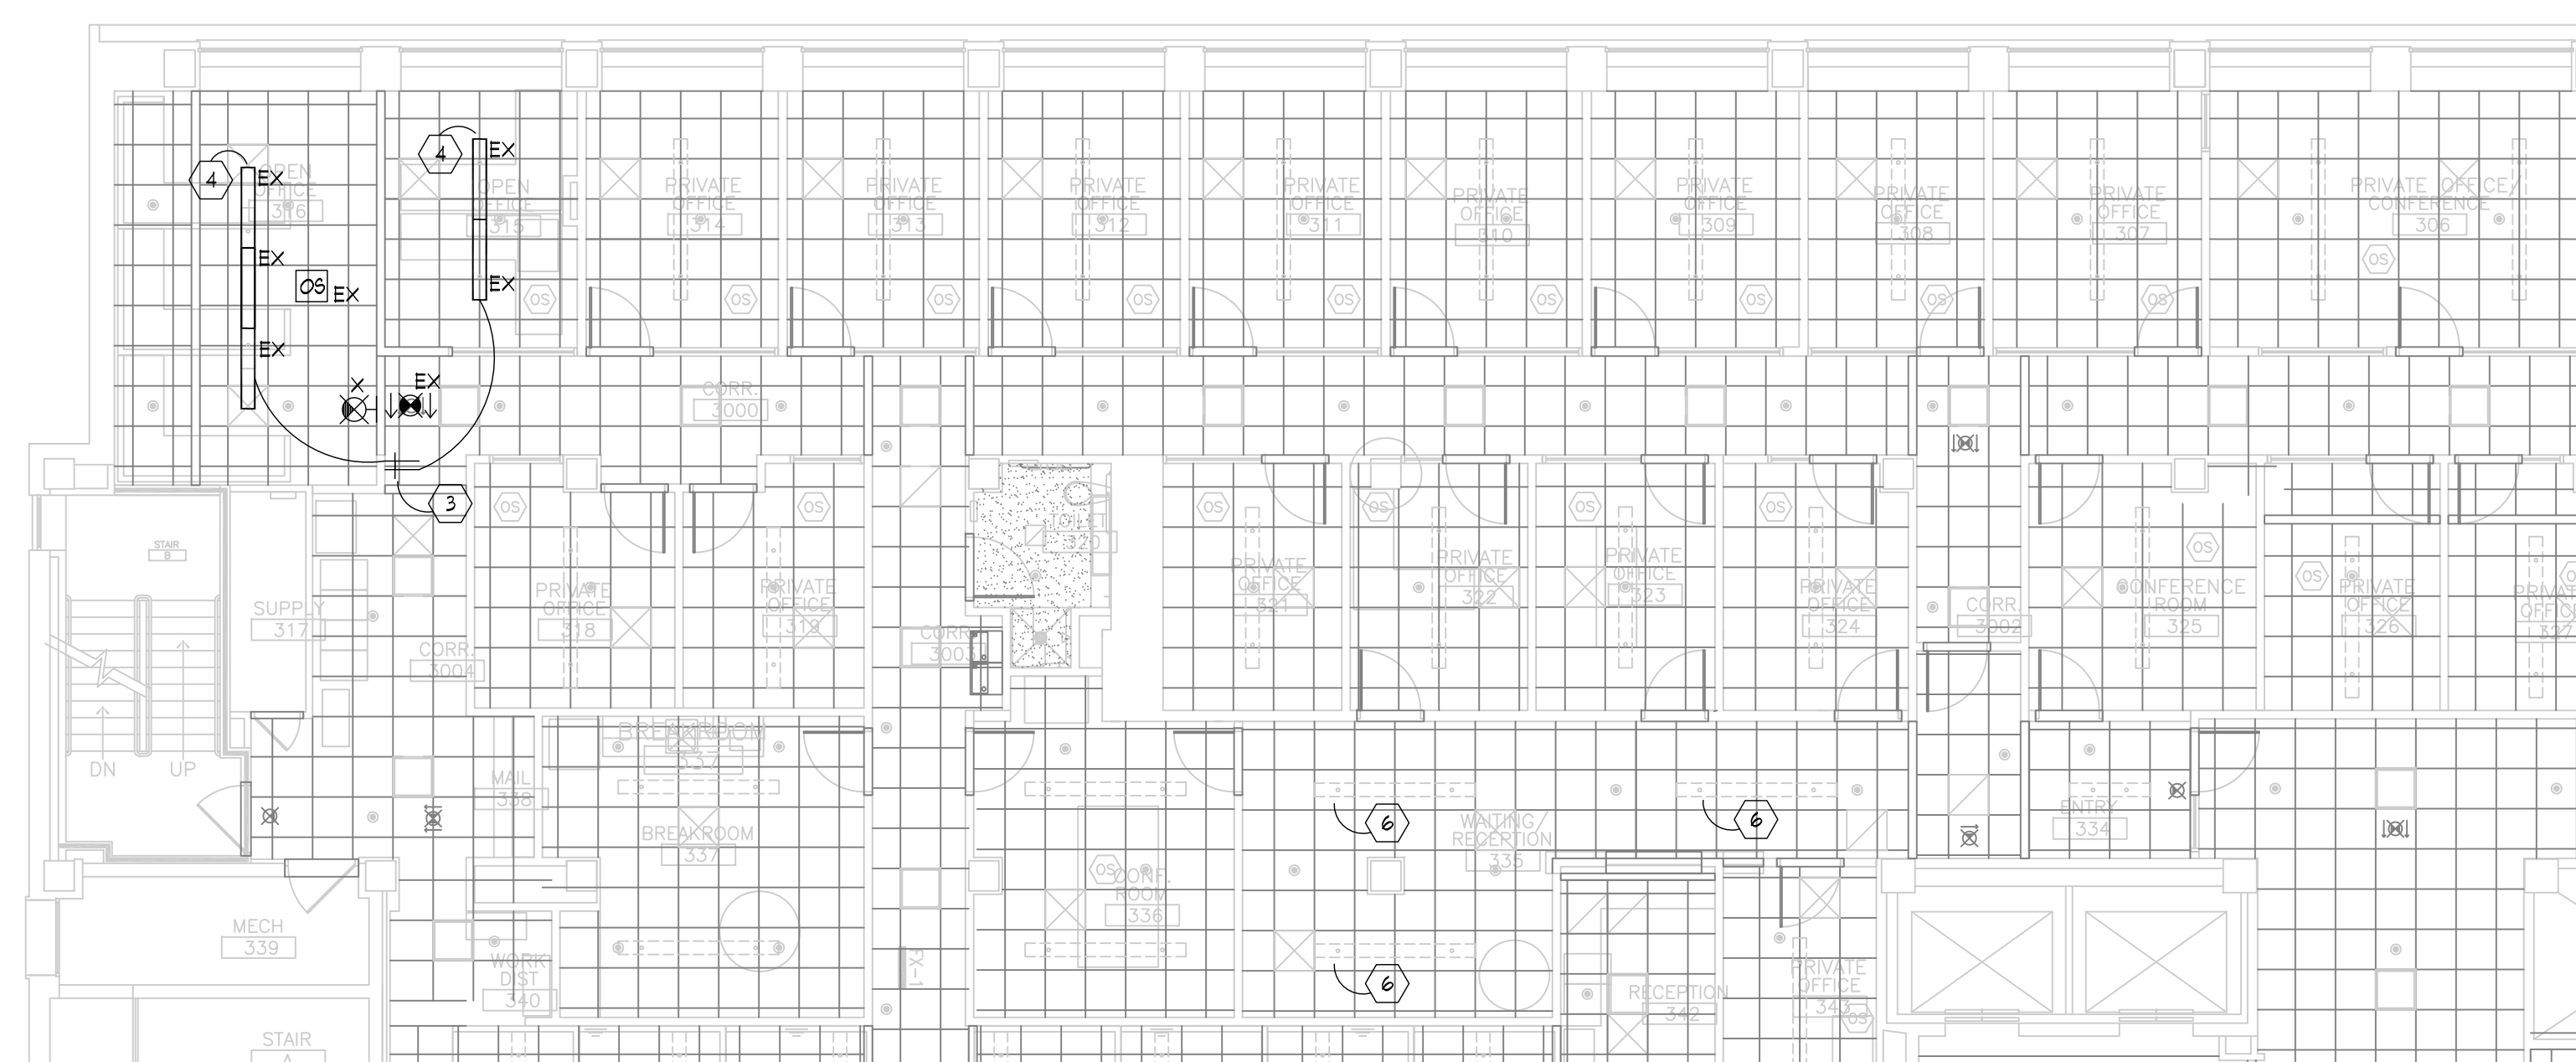 4
EX
OPEN
OFFICE
316
EX
OS
EX
EX
X
EX
4
EX
OPEN
OFFICE
315
EX
OS
PRIVATE
OFFICE
314
OS
PRIVATE
OFFICE
313
OS
PRIVATE
OFFICE
312
OS
PRIVATE
OFFICE
311
OS
PRIVATE
OFFICE
310
OS
PRIVATE
OFFICE
309
OS
PRIVATE
OFFICE
308
OS
PRIVATE
OFFICE
307
OS
PRIVATE OFFICE/
CONFERENCE
306
OS
CORR.
3000
3
STAIR
B
DN
UP
SUPPLY
317
CORR.
3004
OS
PRIVATE
OFFICE
318
OS
PRIVATE
OFFICE
319
TOILET
320
CORR.
3003
OS
PRIVATE
OFFICE
321
OS
PRIVATE
OFFICE
322
OS
PRIVATE
OFFICE
323
OS
PRIVATE
OFFICE
324
CORR.
3002
OS
CONFERENCE
ROOM
325
OS
PRIVATE
OFFICE
326
PRIVATE
OFFICE
327
MAIL
338
BREAKROOM
337
BREAKROOM
337
6
WAITING/
RECEPTION
335
6
6
ENTRY
334
OS
CONF.
ROOM
336
MECH
339
WORK
DIST
340
FX-1
RECEPTION
342
PRIVATE
OFFICE
343
OS
STAIR
A